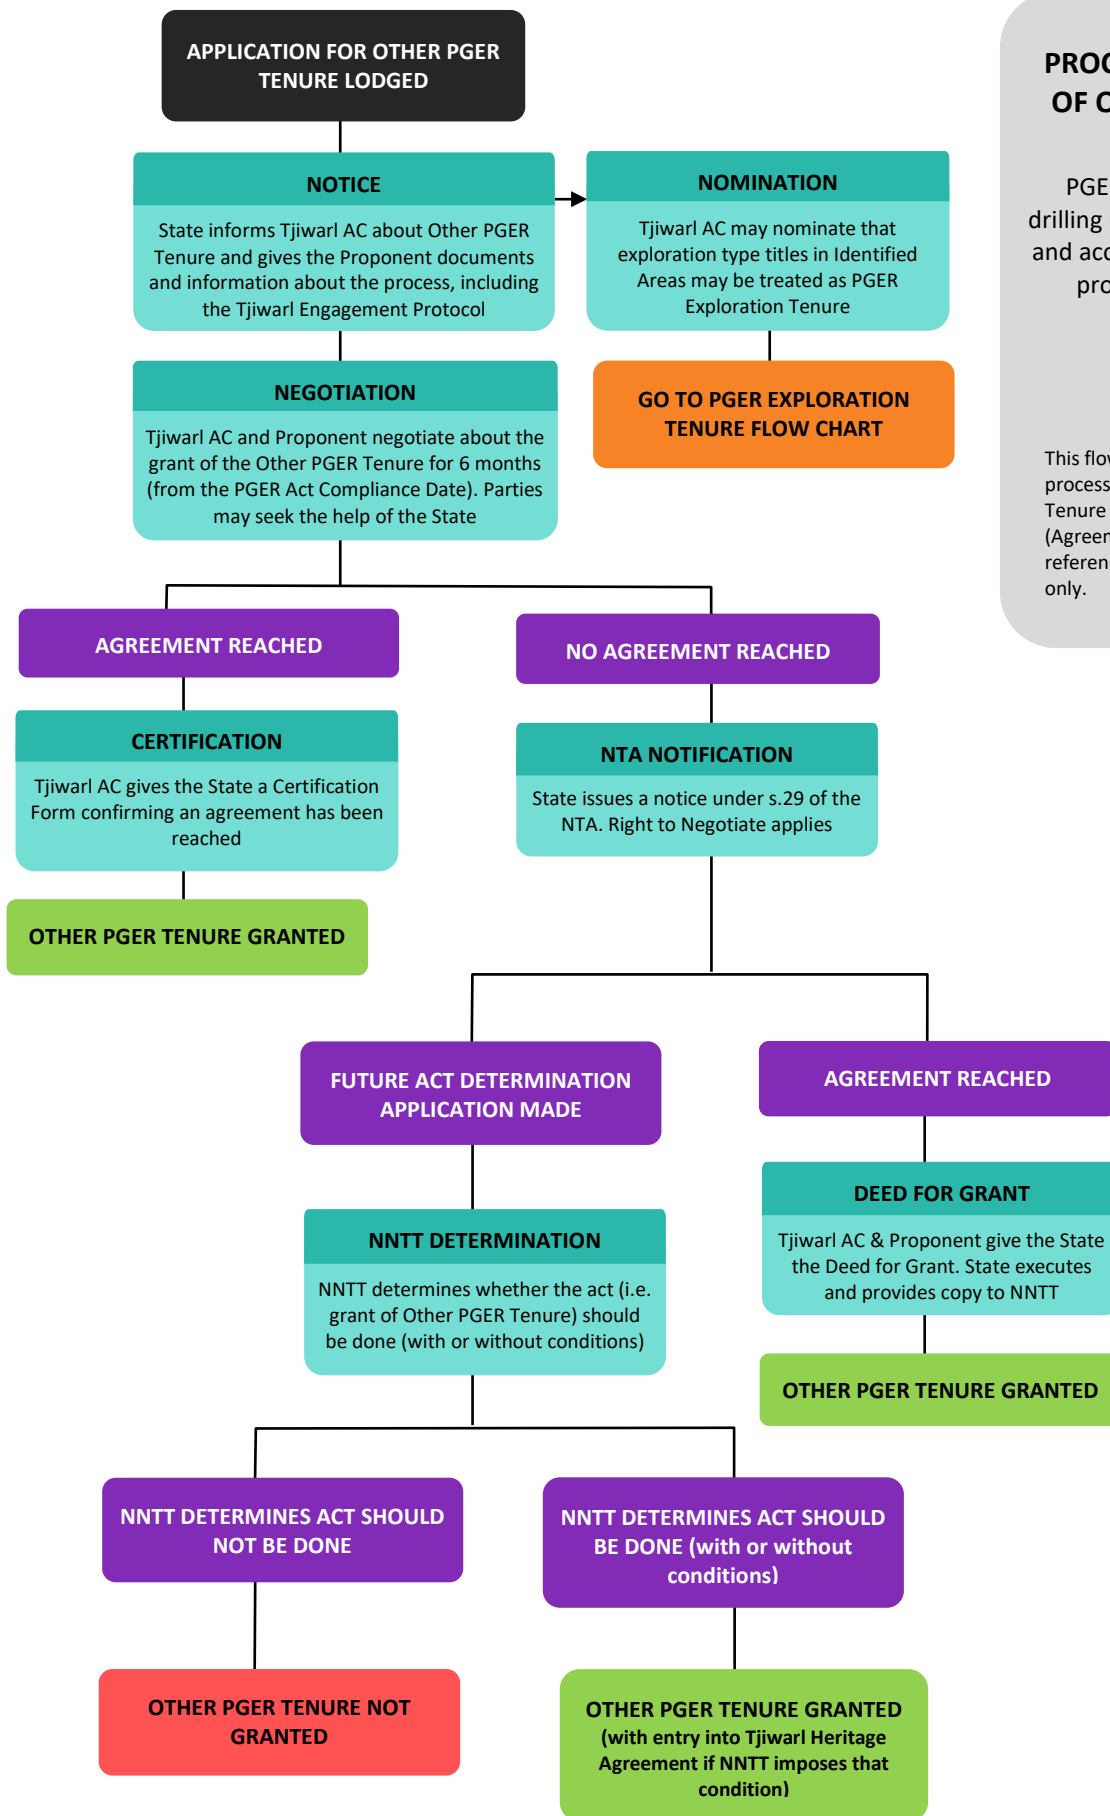 APPLICATION FOR OTHER PGER
TENURE LODGED
NOTICE
State informs Tjiwarl AC about Other PGER
Tenure and gives the Proponent documents
and information about the process, including
the Tjiwarl Engagement Protocol
NOMINATION
Tjiwarl AC may nominate that
exploration type titles in Identified
Areas may be treated as PGER
Exploration Tenure
GO TO PGER EXPLORATION
TENURE FLOW CHART
NEGOTIATION
Tjiwarl AC and Proponent negotiate about the
grant of the Other PGER Tenure for 6 months
(from the PGER Act Compliance Date). Parties
may seek the help of the State
AGREEMENT REACHED
NO AGREEMENT REACHED
CERTIFICATION
Tjiwarl AC gives the State a Certification
Form confirming an agreement has been
reached
OTHER PGER TENURE GRANTED
NTA NOTIFICATION
State issues a notice under s.29 of the
NTA. Right to Negotiate applies
FUTURE ACT DETERMINATION
APPLICATION MADE
AGREEMENT REACHED
NNTT DETERMINATION
NNTT determines whether the act (i.e.
grant of Other PGER Tenure) should
be done (with or without conditions)
DEED FOR GRANT
Tjiwarl AC & Proponent give the State
the Deed for Grant. State executes
and provides copy to NNTT
OTHER PGER TENURE GRANTED
NNTT DETERMINES ACT SHOULD
NOT BE DONE
NNTT DETERMINES ACT SHOULD
BE DONE (with or without
conditions)
OTHER PGER TENURE NOT
GRANTED
OTHER PGER TENURE GRANTED
(with entry into Tjiwarl Heritage
Agreement if NNTT imposes that
condition)
OF
drilling
and
This
process
Tenure
only.